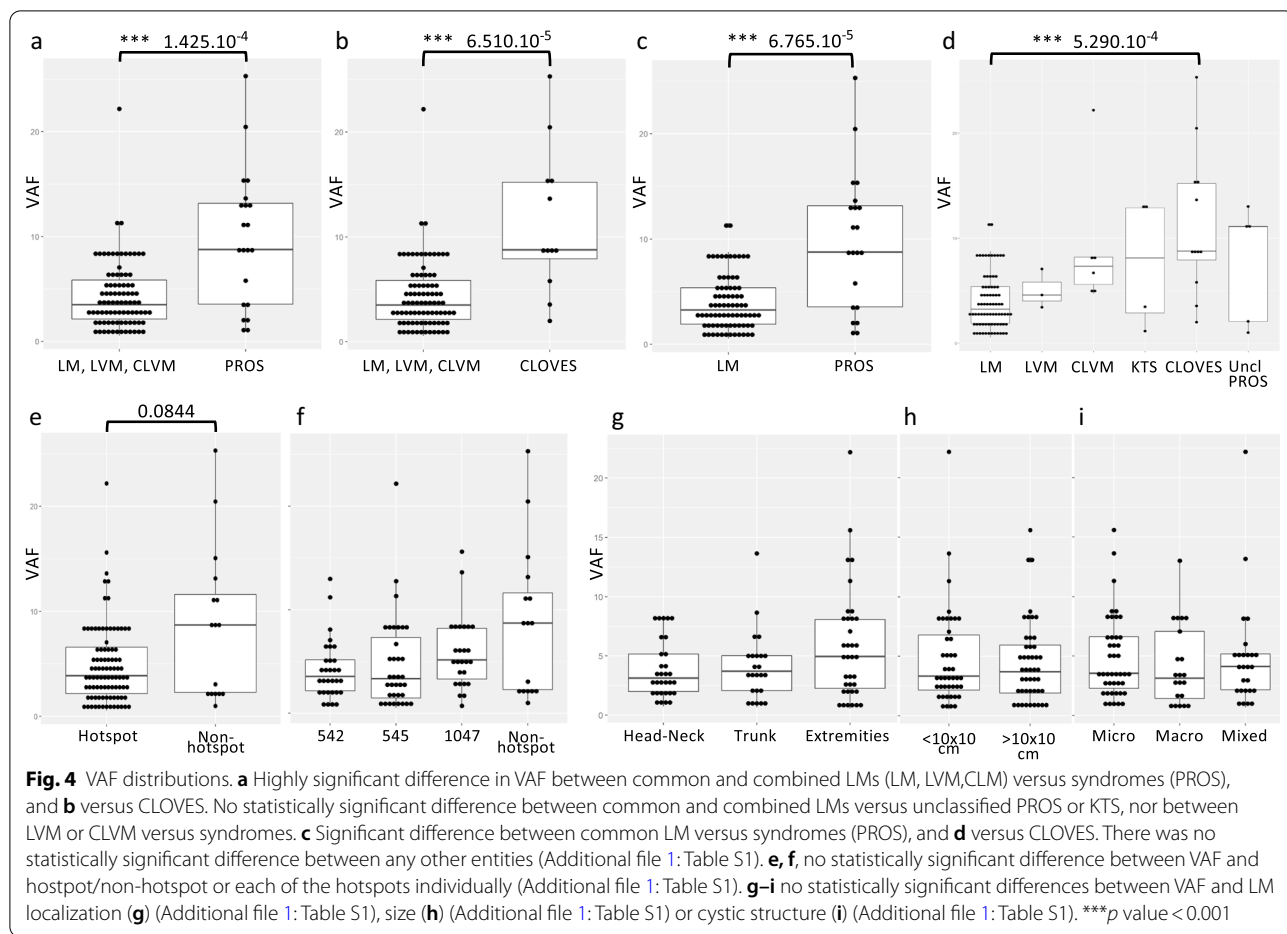 a
*** 1.425.10-4
VAF
20
10
0
LM, LVM, CLVM
PROS
b
*** 6.510.10-5
VAF
20
10
0
LM, LVM, CLVM
CLOVES
c
*** 6.765.10-5
VAF
20
10
0
LM
PROS
d
*** 5.290.10-4
VAF
20
10
0
LM
LVM
CLVM
KTS
CLOVES
Uncl
PROS
e
0.0844
VAF
20
10
0
Hotspot
Non-
hotspot
f
20
10
0
542
545
1047
Non-
hotspot
g
VAF
20
15
10
5
0
Head-Neck
Trunk
Extremities
h
<10x10
cm
>10x10
cm
i
Micro
Macro
Mixed
Fig. 4 VAF distributions. a Highly significant difference in VAF between common and combined LMs (LM, LVM,CLM) versus syndromes (PROS),
and b versus CLOVES. No statistically significant difference between common and combined LMs versus unclassified PROS or KTS, nor between
LVM or CLVM versus syndromes. c Significant difference between common LM versus syndromes (PROS), and d versus CLOVES. There was no
statistically significant difference between any other entities (Additional file 1: Table S1). e, f, no statistically significant difference between VAF and
hostpot/non-hotspot or each of the hotspots individually (Additional file 1: Table S1). g–i no statistically significant differences between VAF and LM
localization (g) (Additional file 1: Table S1), size (h) (Additional file 1: Table S1) or cystic structure (i) (Additional file 1: Table S1). ***p value < 0.001